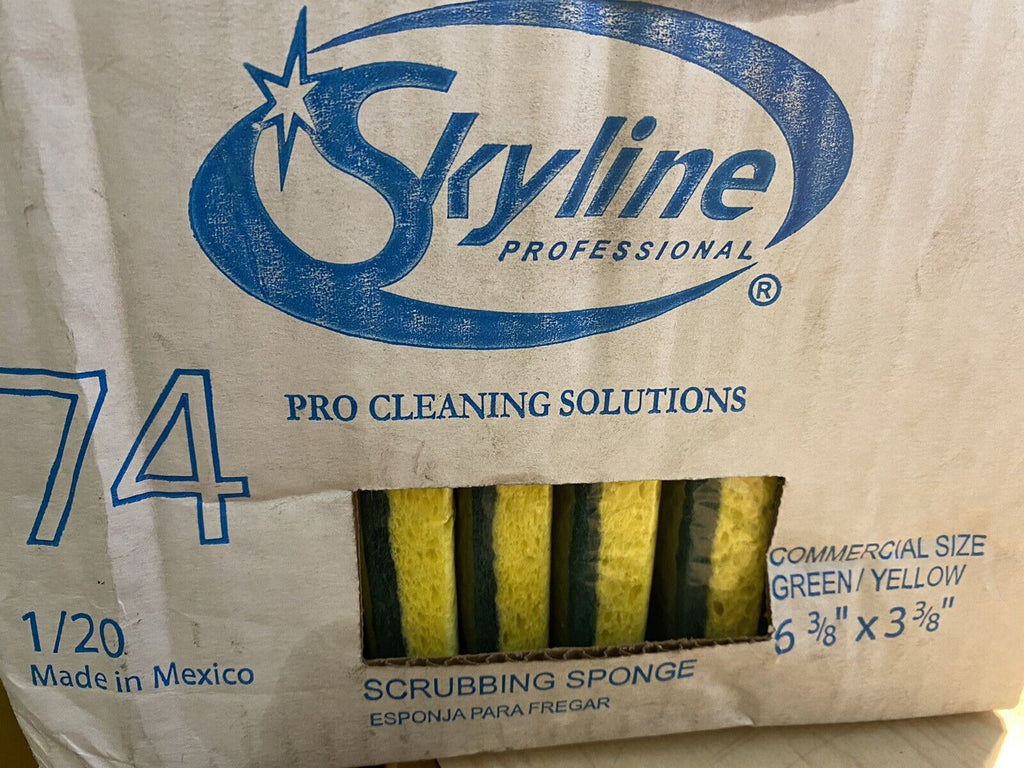 Skyline
PROFESSIONAL
®
PRO CLEANING SOLUTIONS
74
COMMERCIAL SIZE
GREEN/YELLOW
6 3/8" x 3 3/8"
1/20
Made in Mexico
SCRUBBING SPONGE
ESPONJA PARA FREGAR